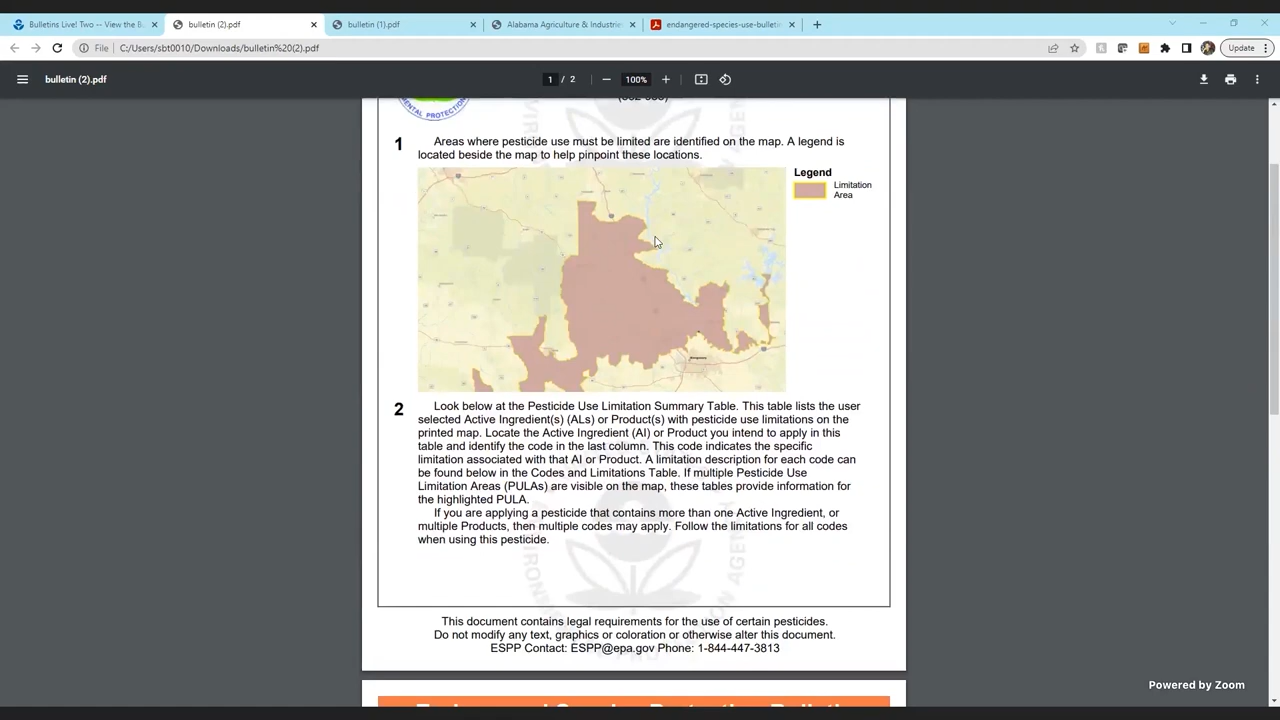 Bulletins Live! Two -- View the B
bulletin (2).pdf
bulletin (1).pdf
Alabama Agriculture & Industries
endangered-species-use-bulletin
File
C:/Users/sbt0010/Downloads/bulletin%20(2).pdf
Update
bulletin (2).pdf
1 / 2
100%
MENTAL PROTECTION
1 Areas where pesticide use must be limited are identified on the map. A legend is
located beside the map to help pinpoint these locations.
Legend
Limitation
Area
Montgomery
2 Look below at the Pesticide Use Limitation Summary Table. This table lists the user
selected Active Ingredient(s) (ALs) or Product(s) with pesticide use limitations on the
printed map. Locate the Active Ingredient (AI) or Product you intend to apply in this
table and identify the code in the last column. This code indicates the specific
limitation associated with that AI or Product. A limitation description for each code can
be found below in the Codes and Limitations Table. If multiple Pesticide Use
Limitation Areas (PULAs) are visible on the map, these tables provide information for
the highlighted PULA.
If you are applying a pesticide that contains more than one Active Ingredient, or
multiple Products, then multiple codes may apply. Follow the limitations for all codes
when using this pesticide.
This document contains legal requirements for the use of certain pesticides.
Do not modify any text, graphics or coloration or otherwise alter this document.
ESPP Contact: ESPP@epa.gov Phone: 1-844-447-3813
Powered by Zoom